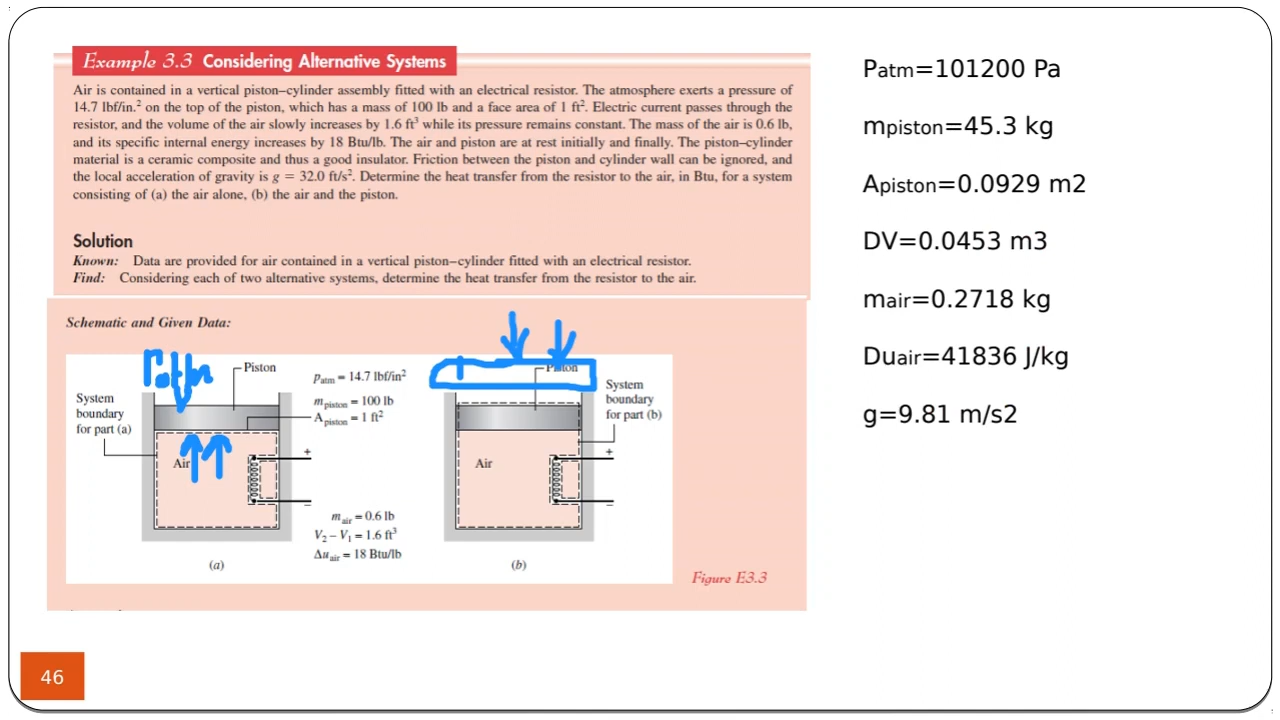 Example 3.3 Considering Alternative Systems
Air is contained in a vertical piston–cylinder assembly fitted with an electrical resistor. The atmosphere exerts a pressure of
14.7 lbf/in.² on the top of the piston, which has a mass of 100 lb and a face area of 1 ft². Electric current passes through the
resistor, and the volume of the air slowly increases by 1.6 ft³ while its pressure remains constant. The mass of the air is 0.6 lb,
and its specific internal energy increases by 18 Btu/lb. The air and piston are at rest initially and finally. The piston–cylinder
material is a ceramic composite and thus a good insulator. Friction between the piston and cylinder wall can be ignored, and
the local acceleration of gravity is g = 32.0 ft/s². Determine the heat transfer from the resistor to the air, in Btu, for a system
consisting of (a) the air alone, (b) the air and the piston.
Solution
Known: Data are provided for air contained in a vertical piston–cylinder fitted with an electrical resistor.
Find: Considering each of two alternative systems, determine the heat transfer from the resistor to the air.
Schematic and Given Data:
Patm
Piston
System
boundary
for part (a)
Air
patm = 14.7 lbf/in²
mpiston = 100 lb
Apiston = 1 ft²
+
–
mair = 0.6 lb
V2 – V1 = 1.6 ft³
Δuair = 18 Btu/lb
(a)
Piston
System
boundary
for part (b)
Air
+
–
(b)
Figure E3.3
Patm=101200 Pa
mpiston=45.3 kg
Apiston=0.0929 m2
DV=0.0453 m3
mair=0.2718 kg
Duair=41836 J/kg
g=9.81 m/s2
46